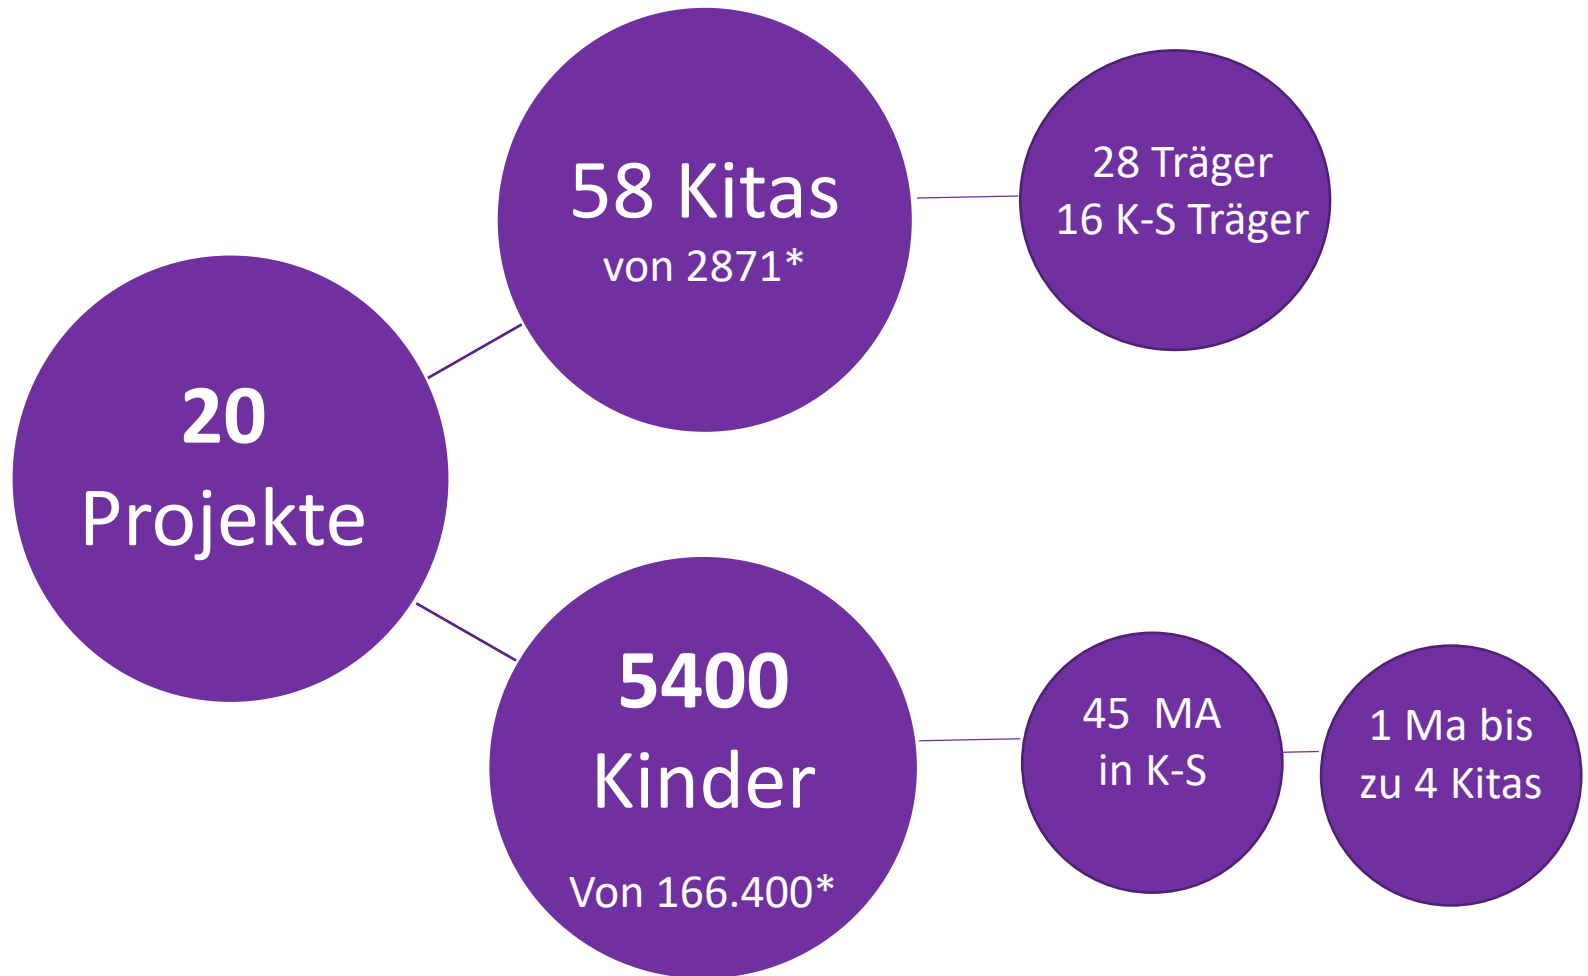 20
Projekte
58 Kitas
von 2871*
28 Träger
16 K-S Träger
5400
Kinder
Von 166.400*
45 MA
in K-S
1 Ma bis
zu 4 Kitas